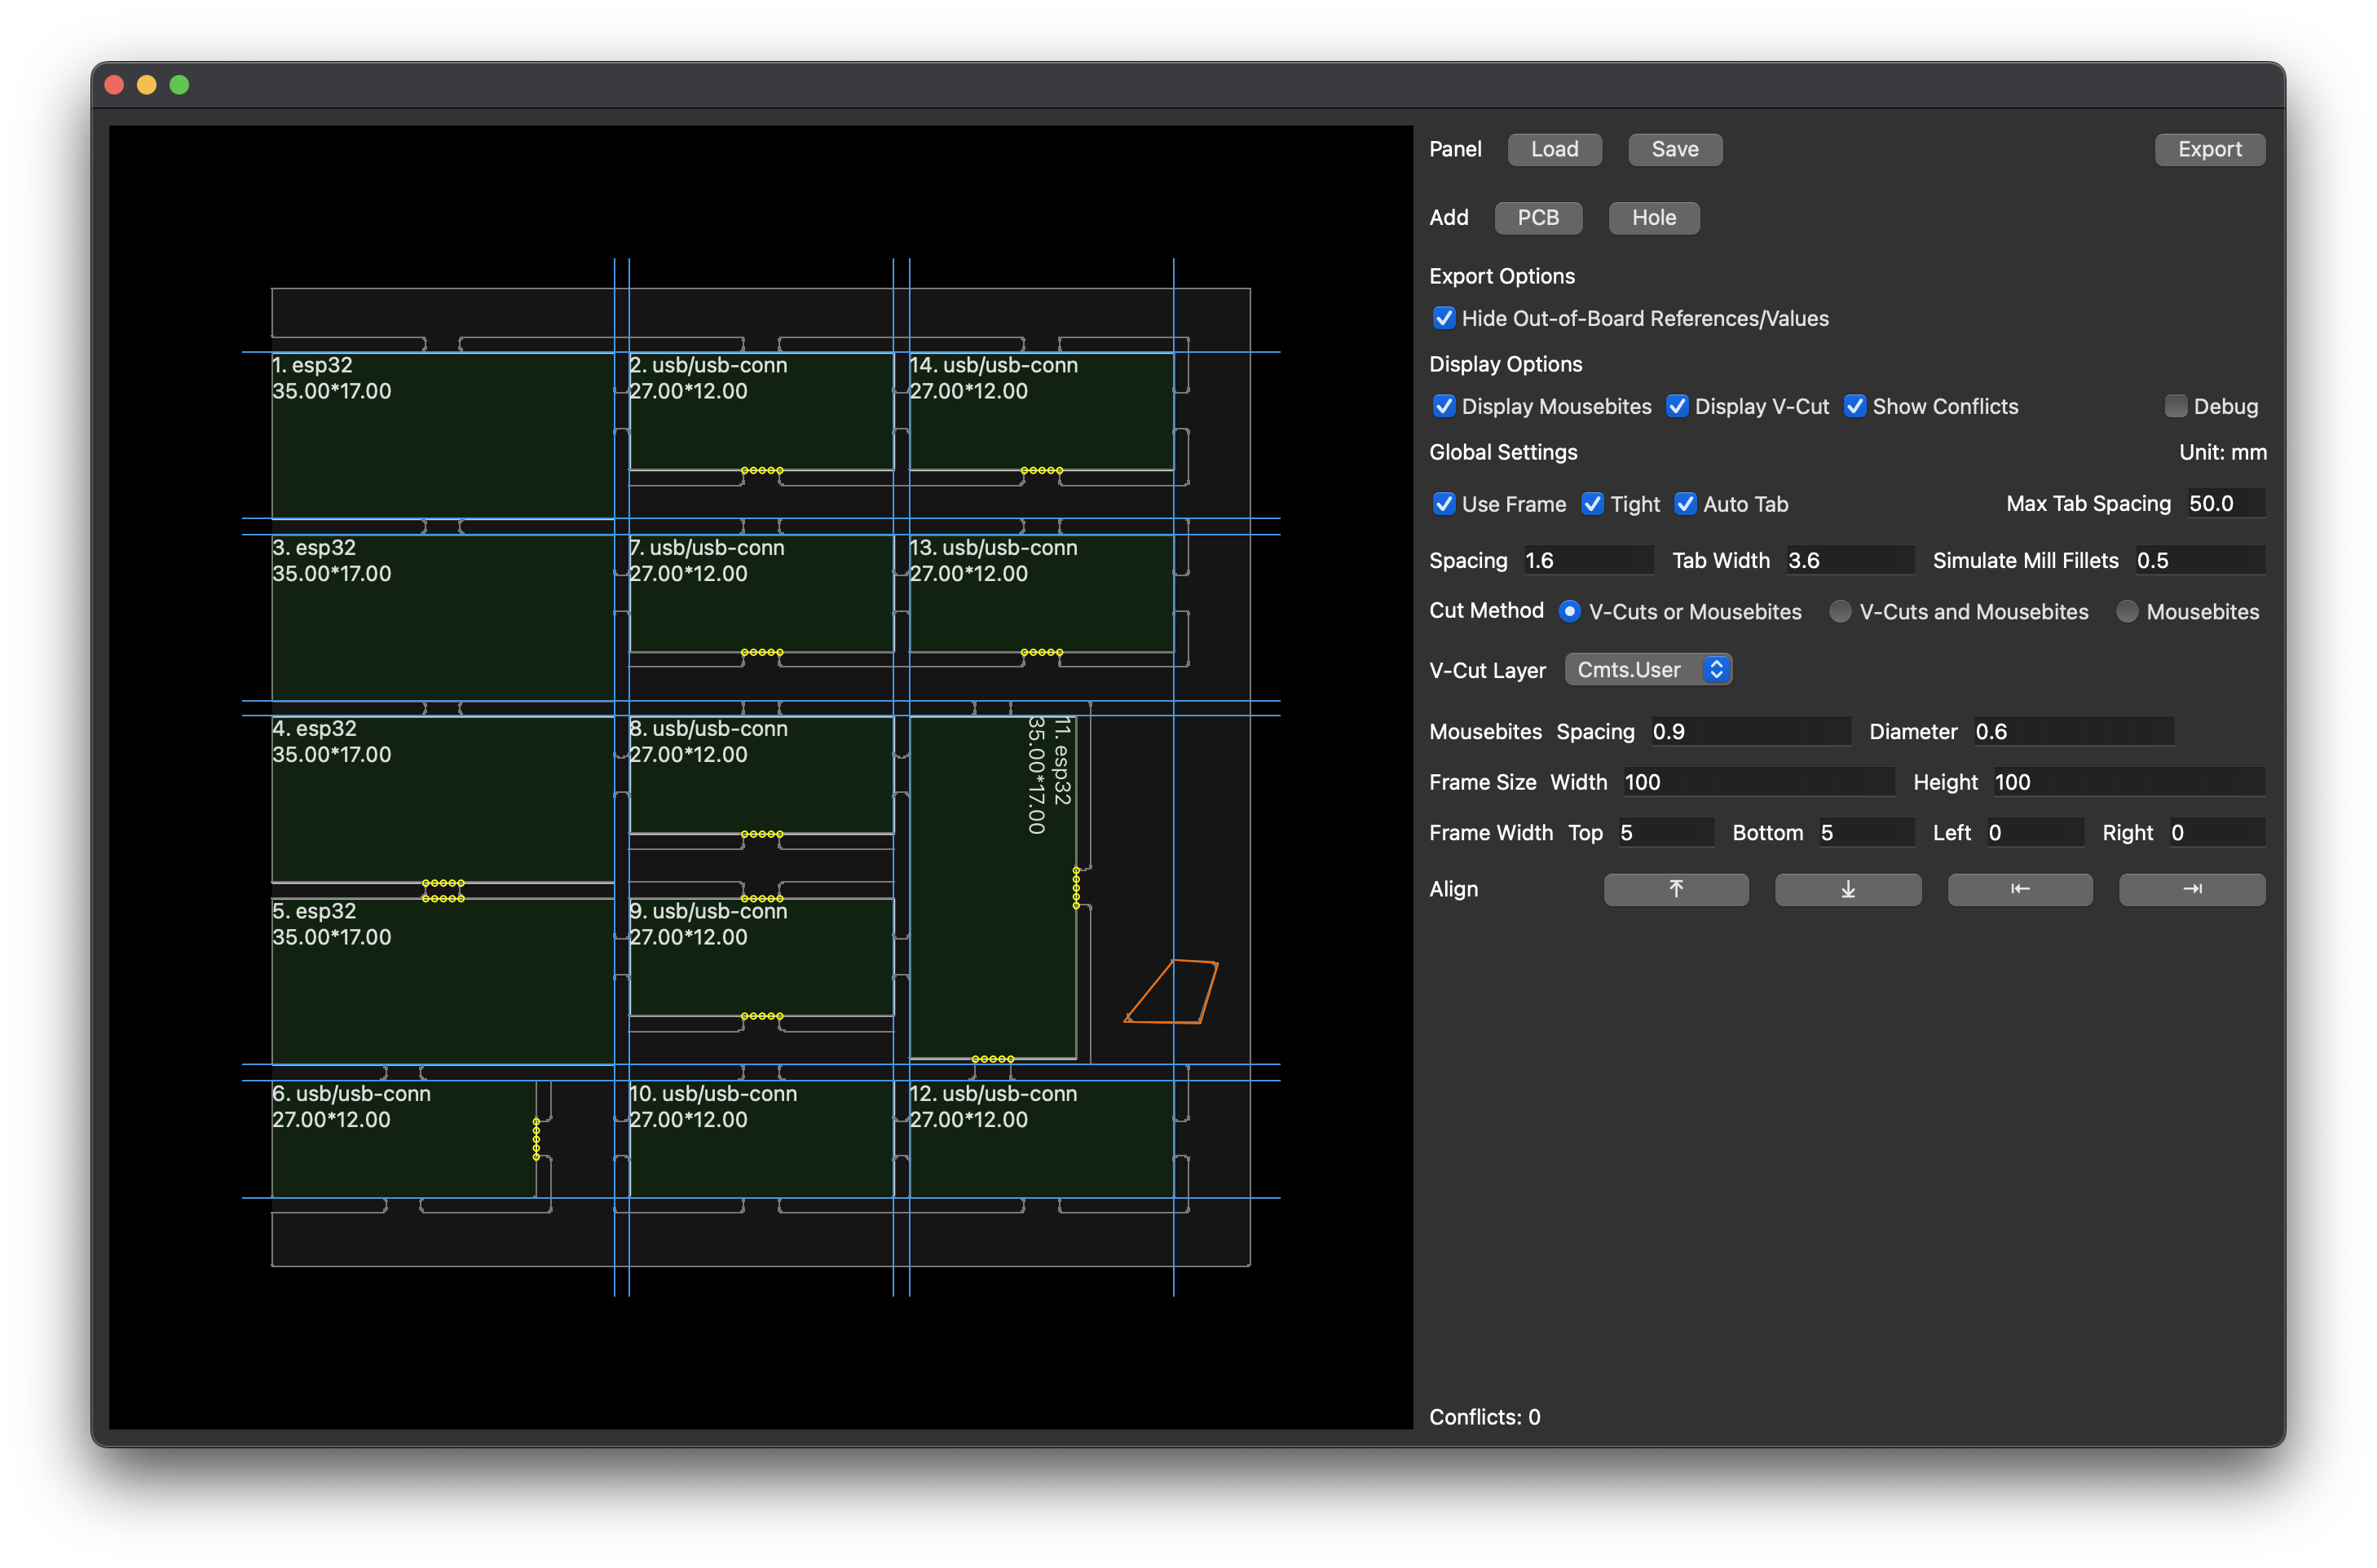 Panel Load Save Export
Add PCB Hole
Export Options
Hide Out-of-Board References/Values
Display Options
Display Mousebites Display V-Cut Show Conflicts Debug
Global Settings Unit: mm
Use Frame Tight Auto Tab Max Tab Spacing 50.0
Spacing 1.6 Tab Width 3.6 Simulate Mill Fillets 0.5
Cut Method V-Cuts or Mousebites V-Cuts and Mousebites Mousebites
V-Cut Layer Cmts.User
Mousebites Spacing 0.9 Diameter 0.6
Frame Size Width 100 Height 100
Frame Width Top 5 Bottom 5 Left 0 Right 0
Align
Conflicts: 0
1. esp32
35.00*17.00
2. usb/usb-conn
27.00*12.00
14. usb/usb-conn
27.00*12.00
3. esp32
35.00*17.00
7. usb/usb-conn
27.00*12.00
13. usb/usb-conn
27.00*12.00
4. esp32
35.00*17.00
8. usb/usb-conn
27.00*12.00
11. esp32
35.00*17.00
5. esp32
35.00*17.00
9. usb/usb-conn
27.00*12.00
6. usb/usb-conn
27.00*12.00
10. usb/usb-conn
27.00*12.00
12. usb/usb-conn
27.00*12.00